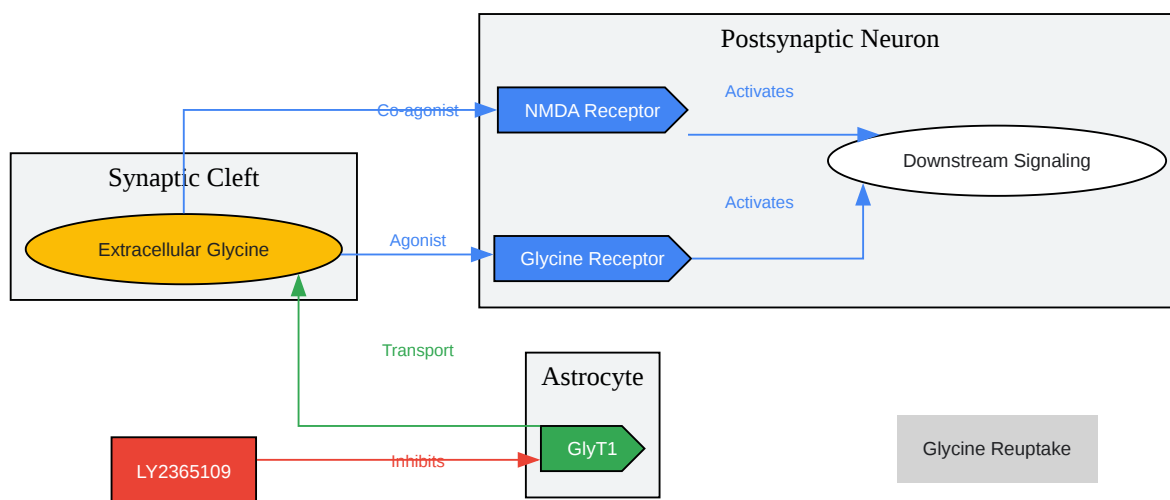 Postsynaptic Neuron
Co-agonist
NMDA Receptor
Activates
Downstream Signaling
Synaptic Cleft
Extracellular Glycine
Agonist
Glycine Receptor
Activates
Transport
Astrocyte
GlyT1
LY2365109
Inhibits
Glycine Reuptake